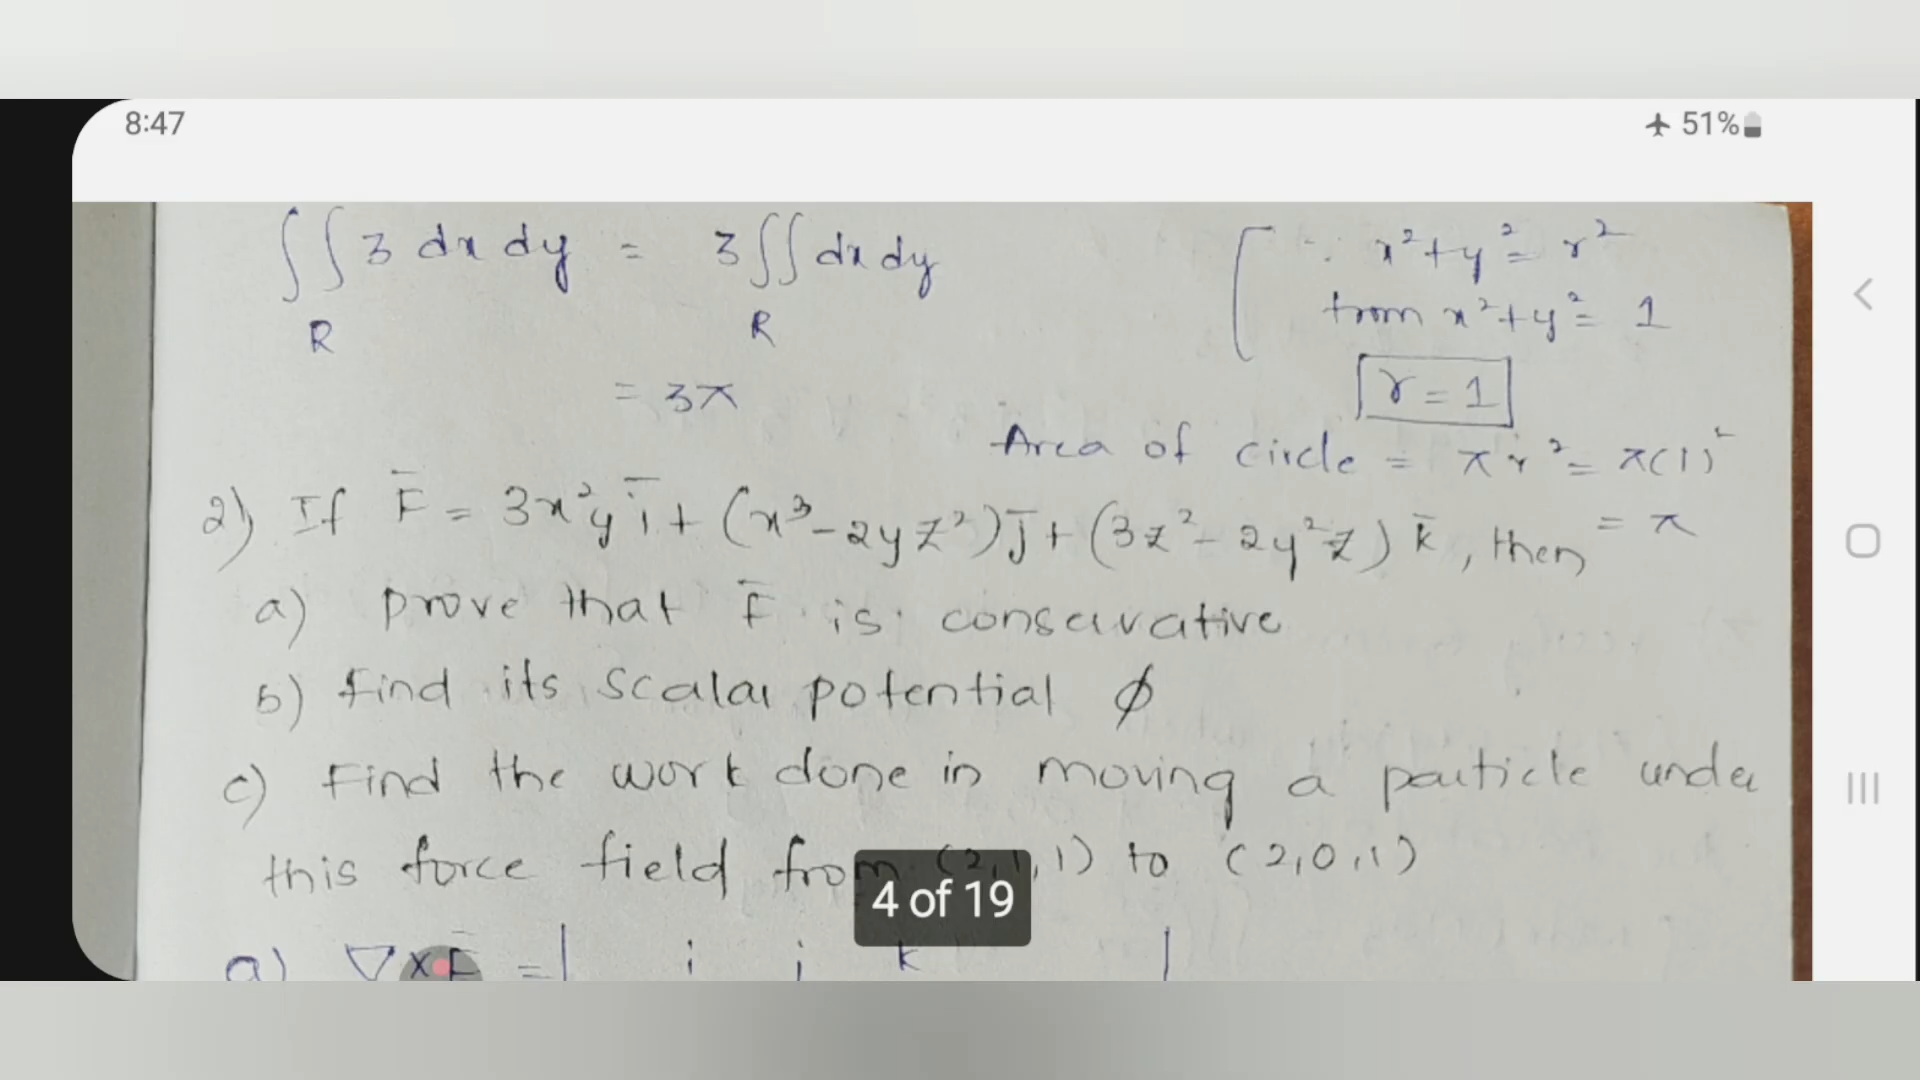 8:47
51%
∫∫ 3 dx dy = 3∫∫ dx dy
R R
[∵ x²+y² = r²
from x²+y² = 1
r = 1
= 3π
Area of circle = πr² = π(1)²
= π
2) If F̄ = 3x²y ī + (x³-2yz²) j̄ + (3z²-2y²z) k̄, then
a) prove that F̄ is conservative
b) find its scalar potential ϕ
c) Find the work done in moving a particle under
this force field from (2,1,1) to (2,0,1)
4 of 19
a) ∇×F̄ = | i j k |